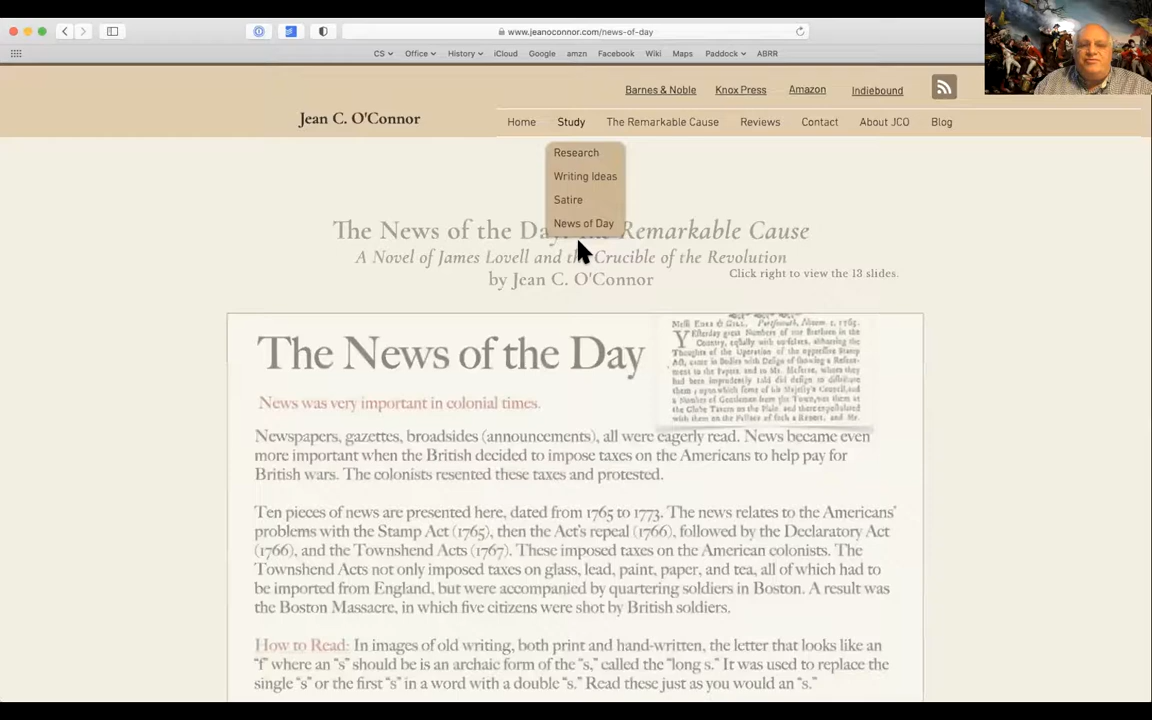 www.jeanoconnor.com/news-of-day
CS Office History iCloud Google amzn Facebook Wiki Maps Paddock ABRR
Barnes & Noble Knox Press Amazon Indiebound
Jean C. O'Connor
Home Study The Remarkable Cause Reviews Contact About JCO Blog
Research
Writing Ideas
Satire
News of Day
The News of the Day: The Remarkable Cause
A Novel of James Lovell and the Crucible of the Revolution
by Jean C. O'Connor
Click right to view the 13 slides.
The News of the Day
News was very important in colonial times.
Newspapers, gazettes, broadsides (announcements), all were eagerly read. News became even
more important when the British decided to impose taxes on the Americans to help pay for
British wars. The colonists resented these taxes and protested.
Ten pieces of news are presented here, dated from 1765 to 1773. The news relates to the Americans'
problems with the Stamp Act (1765), then the Act's repeal (1766), followed by the Declaratory Act
(1766), and the Townshend Acts (1767). These imposed taxes on the American colonists. The
Townshend Acts not only imposed taxes on glass, lead, paint, paper, and tea, all of which had to
be imported from England, but were accompanied by quartering soldiers in Boston. A result was
the Boston Massacre, in which five citizens were shot by British soldiers.
How to Read: In images of old writing, both print and hand-written, the letter that looks like an
“f” where an “s” should be is an archaic form of the “s,” called the “long s.” It was used to replace the
single “s” or the first “s” in a word with a double “s.” Read these just as you would an “s.”